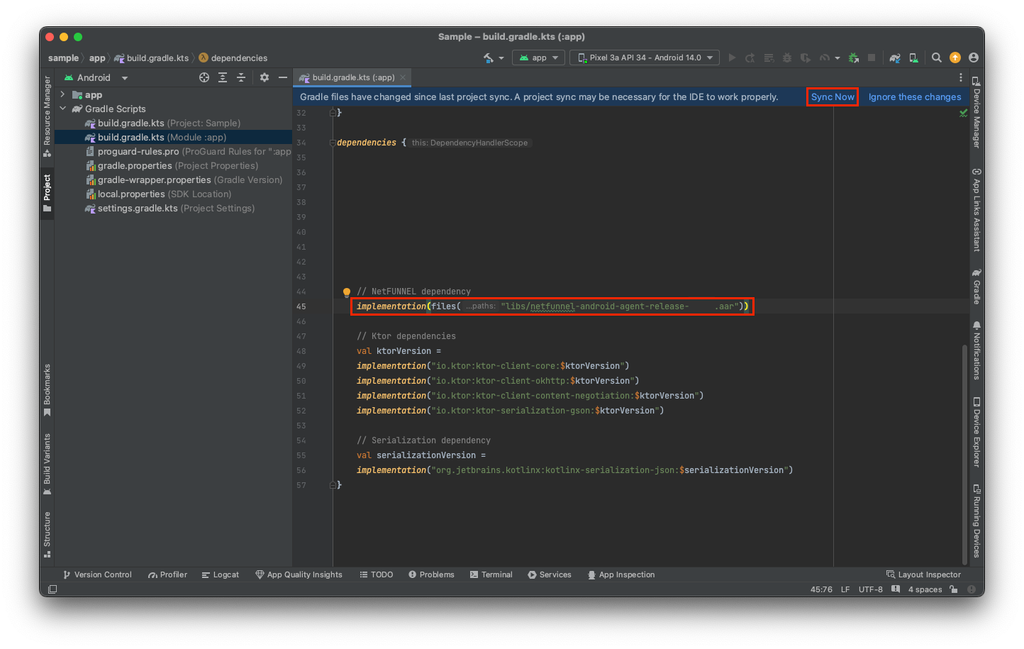 Sample – build.gradle.kts (:app)
sample app build.gradle.kts dependencies
app Pixel 3a API 34 - Android 14.0
Android
build.gradle.kts (:app)
Resource Manager
Project
Bookmarks
Build Variants
Structure
app
Gradle Scripts
build.gradle.kts (Project: Sample)
build.gradle.kts (Module :app)
proguard-rules.pro (ProGuard Rules for ":app
gradle.properties (Project Properties)
gradle-wrapper.properties (Gradle Version)
local.properties (SDK Location)
settings.gradle.kts (Project Settings)
Gradle files have changed since last project sync. A project sync may be necessary for the IDE to work properly. Sync Now Ignore these changes
32 }
33
34 dependencies { this: DependencyHandlerScope
35
36
37
38
39
40
41
42
43
44 // NetFUNNEL dependency
45 implementation(files( ...paths: "libs/netfunnel-android-agent-release- .aar"))
46
47 // Ktor dependencies
48 val ktorVersion =
49 implementation("io.ktor:ktor-client-core:$ktorVersion")
50 implementation("io.ktor:ktor-client-okhttp:$ktorVersion")
51 implementation("io.ktor:ktor-client-content-negotiation:$ktorVersion")
52 implementation("io.ktor:ktor-serialization-gson:$ktorVersion")
53
54 // Serialization dependency
55 val serializationVersion =
56 implementation("org.jetbrains.kotlinx:kotlinx-serialization-json:$serializationVersion")
57 }
Device Manager
App Links Assistant
Gradle
Notifications
Device Explorer
Running Devices
Version Control Profiler Logcat App Quality Insights TODO Problems Terminal Services App Inspection Layout Inspector
45:76 LF UTF-8 4 spaces